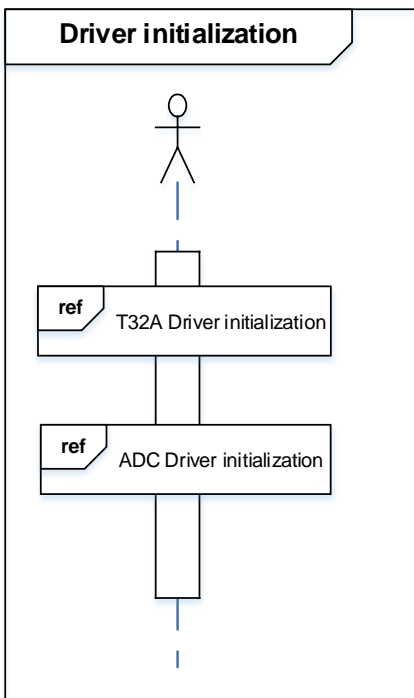 Driver initialization
ref
T32A Driver initialization
ref
ADC Driver initialization